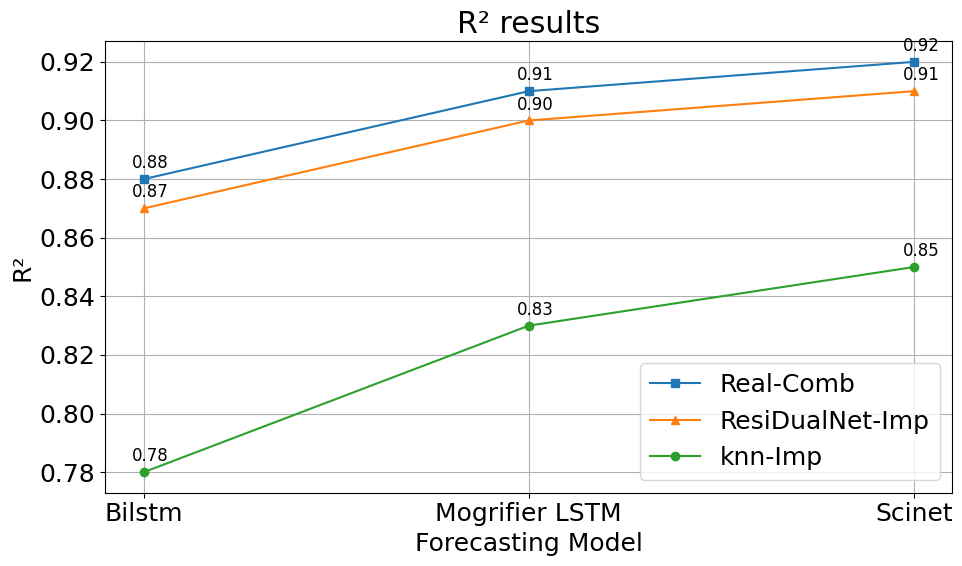 R² results
R²
0.92
0.90
0.88
0.86
0.84
0.82
0.80
0.78
0.88
0.91
0.92
0.87
0.90
0.91
0.78
0.83
0.85
Real-Comb
ResiDualNet-Imp
knn-Imp
Bilstm
Mogrifier LSTM
Scinet
Forecasting Model